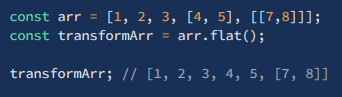 const arr = [1, 2, 3, [4, 5], [[7,8]]];
const transformArr = arr.flat();
transformArr; // [1, 2, 3, 4, 5, [7, 8]]